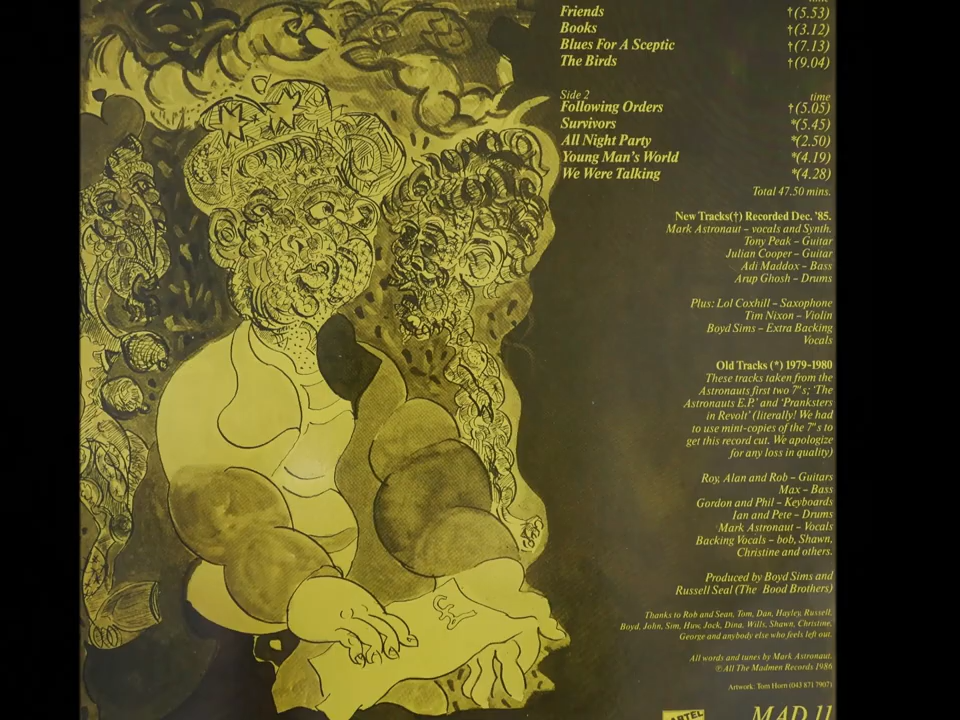 time
Friends †(5.53)
Books †(3.12)
Blues For A Sceptic †(7.13)
The Birds †(9.04)
Side 2 time
Following Orders †(5.05)
Survivors *(5.45)
All Night Party *(2.50)
Young Man's World *(4.19)
We Were Talking *(4.28)
Total 47.50 mins.
New Tracks(†) Recorded Dec. '85.
Mark Astronaut – vocals and Synth.
Tony Peak – Guitar
Julian Cooper – Guitar
Adi Maddox – Bass
Arup Ghosh – Drums
Plus: Lol Coxhill – Saxophone
Tim Nixon – Violin
Boyd Sims – Extra Backing
Vocals
Old Tracks (*) 1979-1980
These tracks taken from the
Astronauts first two 7"s; 'The
Astronauts E.P.' and 'Pranksters
in Revolt' (literally! We had
to use mint-copies of the 7"s to
get this record cut. We apologize
for any loss in quality)
Roy, Alan and Rob – Guitars
Max – Bass
Gordon and Phil – Keyboards
Ian and Pete – Drums
Mark Astronaut – Vocals
Backing Vocals – bob, Shawn,
Christine and others.
Produced by Boyd Sims and
Russell Seal (The Bood Brothers)
Thanks to Rob and Sean, Tom, Dan, Hayley, Russell,
Boyd, John, Sim, Huw, Jock, Dina, Wills, Shawn, Christine,
George and anybody else who feels left out.
All words and tunes by Mark Astronaut.
℗ All The Madmen Records 1986
Artwork: Tom Horn (043 871 7907)
MAD 11